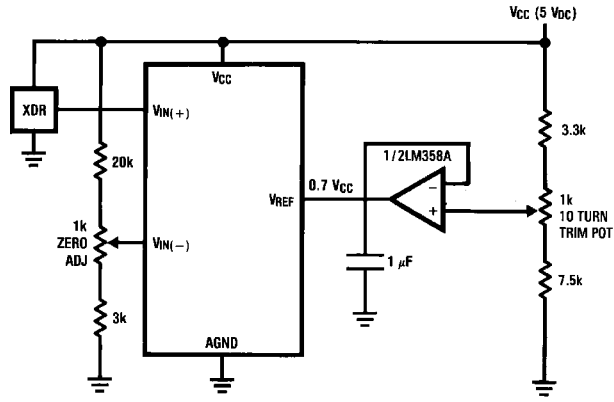 VCC (5 VDC)
XDR
VCC
VIN(+)
20k
1k
ZERO
ADJ
VIN(−)
3k
AGND
VREF
0.7 VCC
1/2LM358A
−
+
1 μF
3.3k
1k
10 TURN
TRIM POT
7.5k